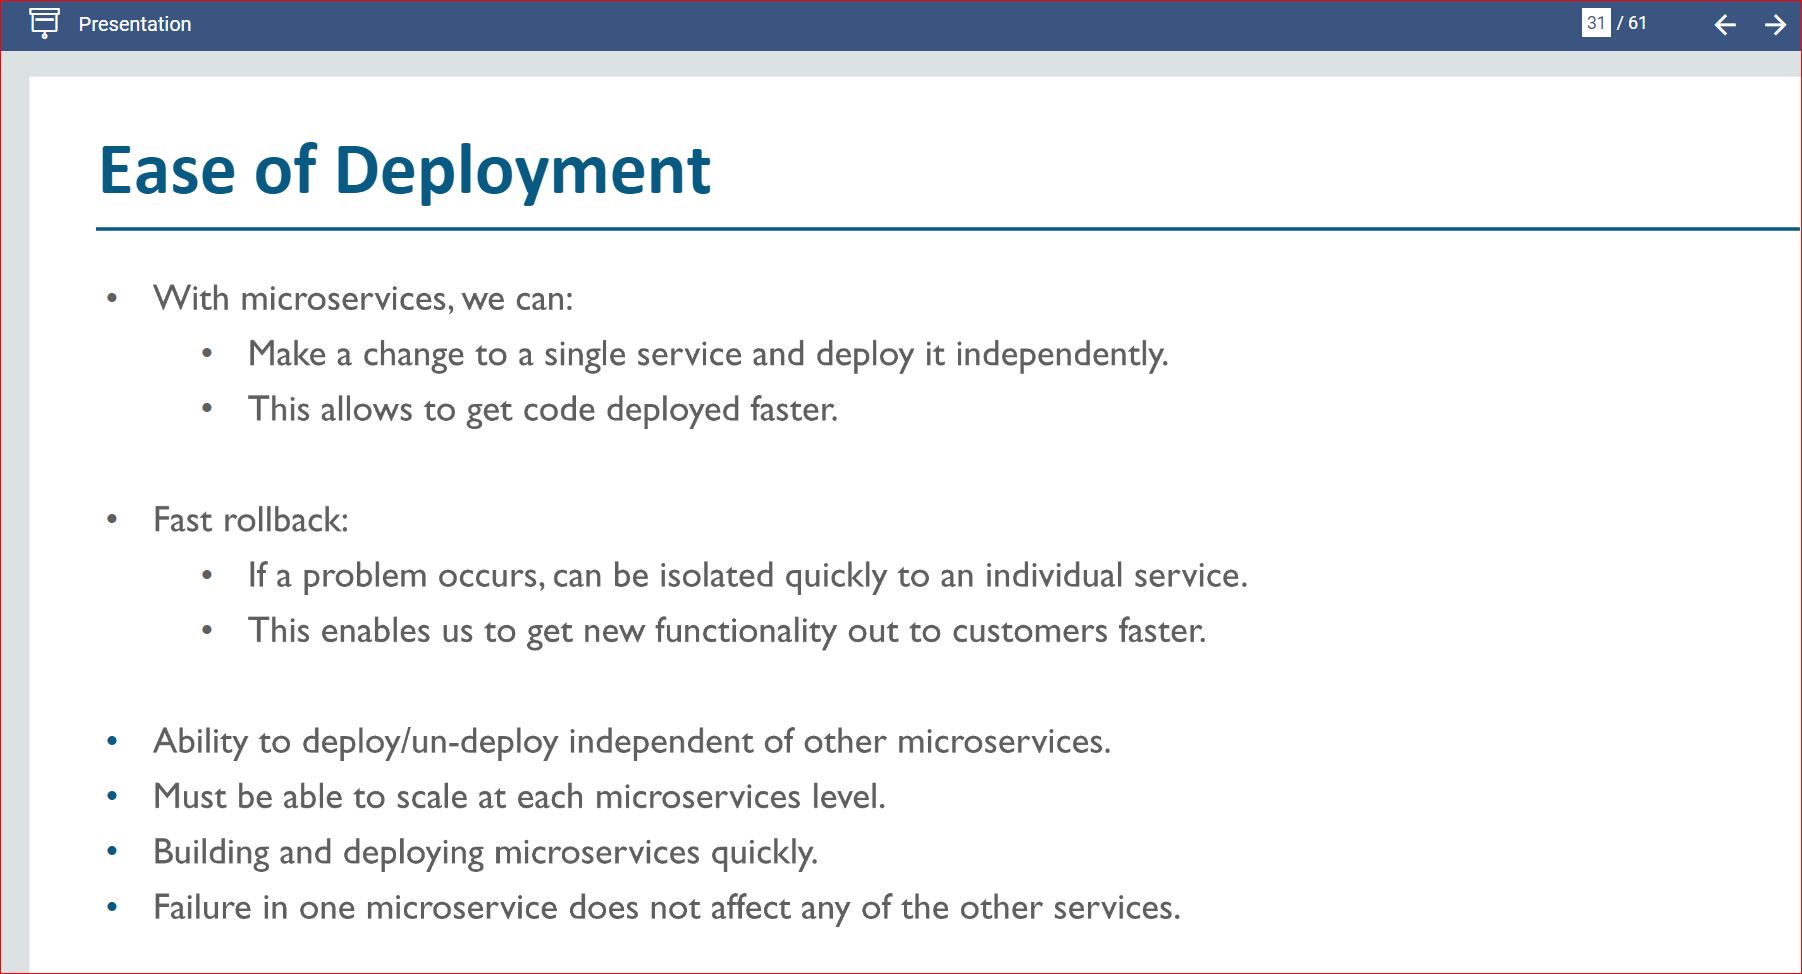 Presentation
31 / 61
Ease of Deployment
• With microservices, we can:
• Make a change to a single service and deploy it independently.
• This allows to get code deployed faster.
• Fast rollback:
• If a problem occurs, can be isolated quickly to an individual service.
• This enables us to get new functionality out to customers faster.
• Ability to deploy/un-deploy independent of other microservices.
• Must be able to scale at each microservices level.
• Building and deploying microservices quickly.
• Failure in one microservice does not affect any of the other services.